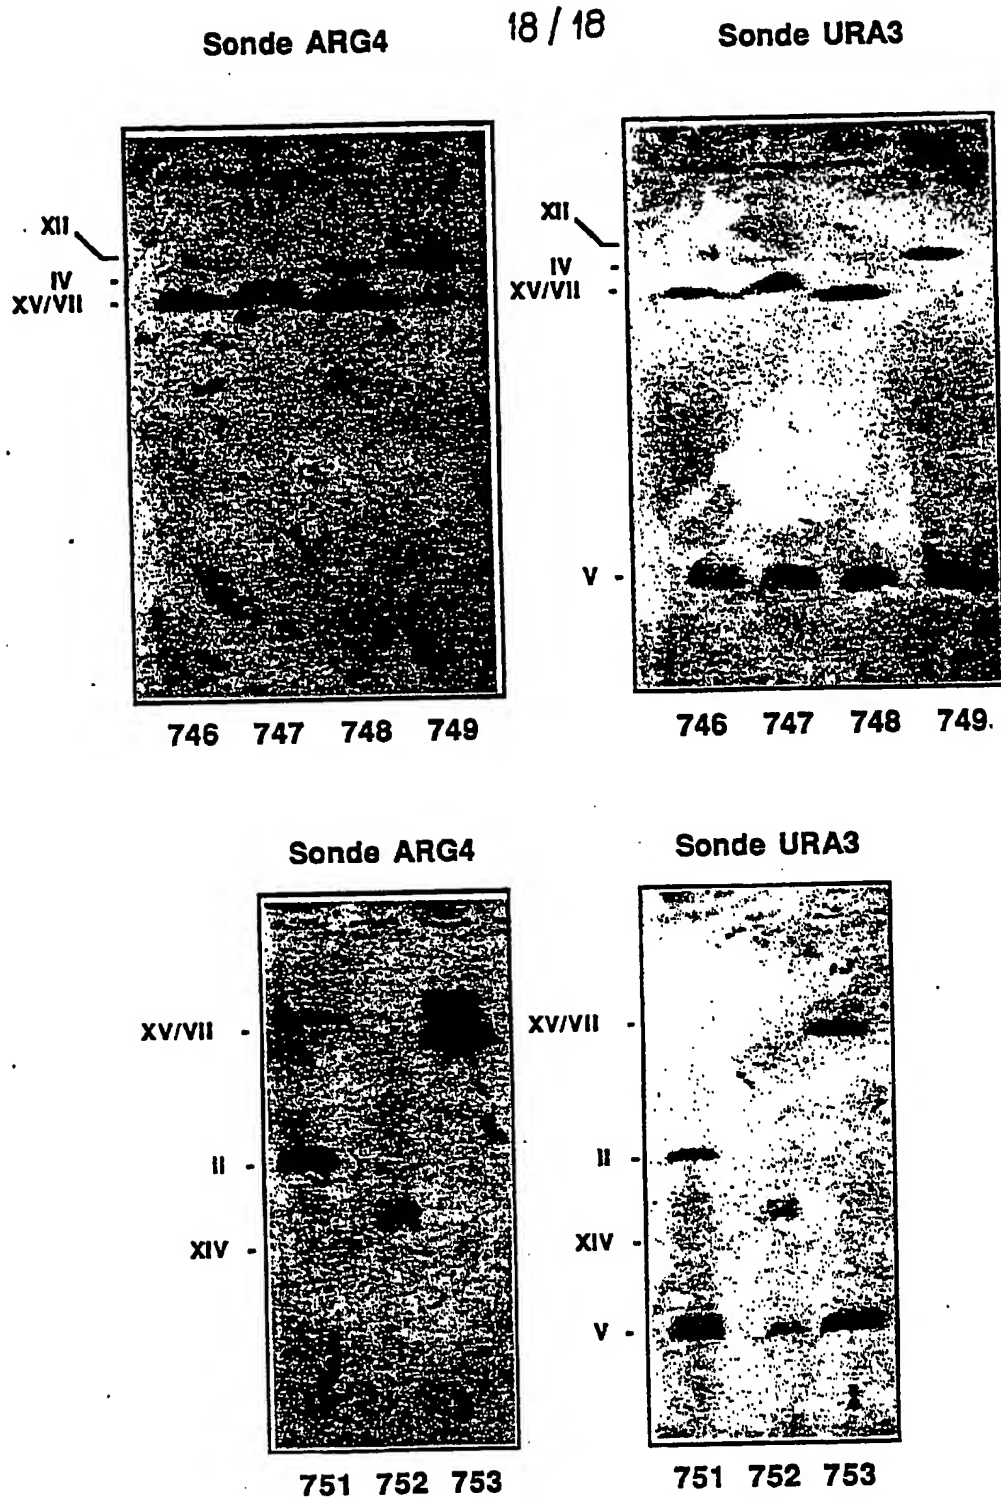 18/18
Sonde ARG4
Sonde URA3
XII
IV
XV/VII
XII
IV
XV/VII
V
746 747 748 749
746 747 748 749.
Sonde ARG4
Sonde URA3
XV/VII
II
XIV
XV/VII
II
XIV
V
751 752 753
751 752 753